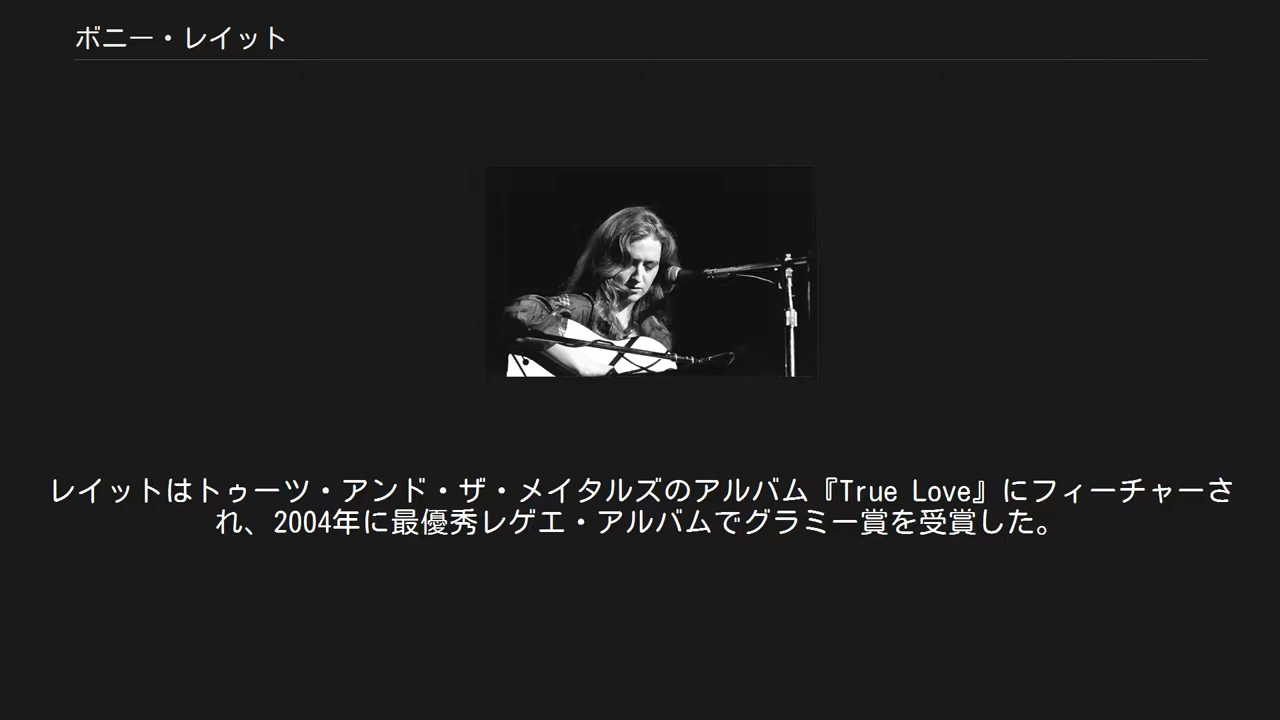 ボニー・レイット
レイットはトゥーツ・アンド・ザ・メイタルズのアルバム『True Love』にフィーチャーさ
れ、2004年に最優秀レゲエ・アルバムでグラミー賞を受賞した。